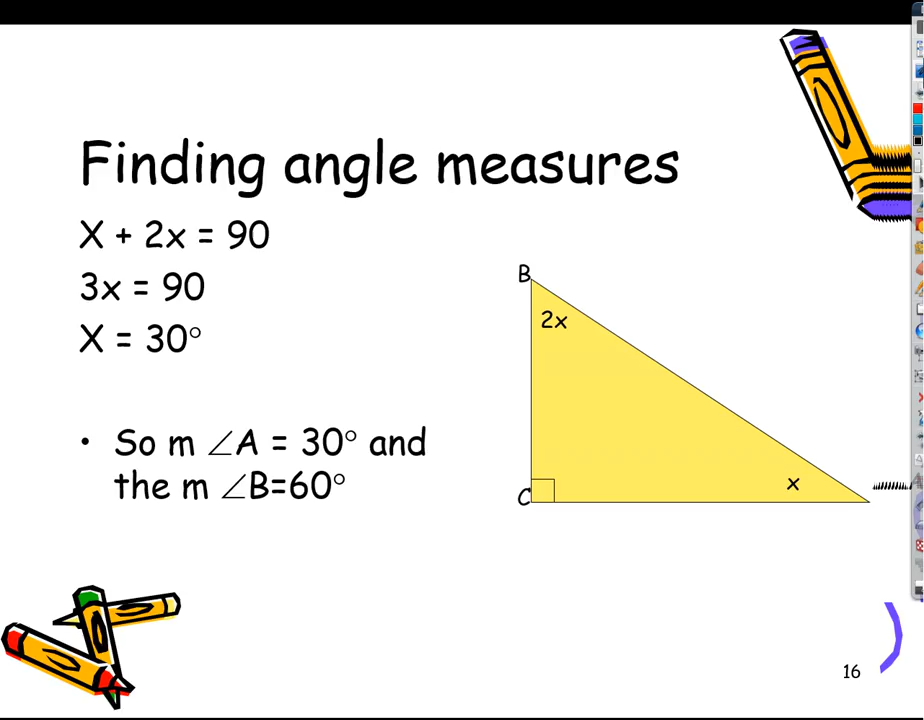 Finding angle measures
X + 2x = 90
3x = 90
X = 30°
• So m ∠A = 30° and
the m ∠B=60°
B
2x
x
C
16